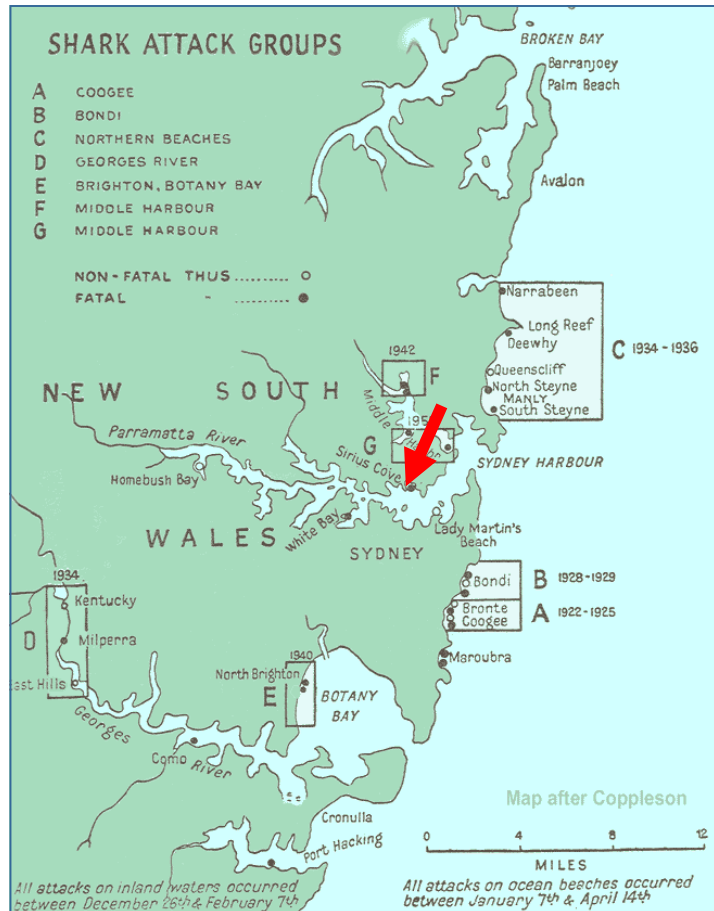 SHARK ATTACK GROUPS
A COOGEE
B BONDI
C NORTHERN BEACHES
D GEORGES RIVER
E BRIGHTON, BOTANY BAY
F MIDDLE HARBOUR
G MIDDLE HARBOUR
NON-FATAL THUS
FATAL "
BROKEN BAY
Barranjoey
Palm Beach
Avalon
Narrabeen
Long Reef
Deewhy
C 1934-1936
Queenscliff
North Steyne
MANLY
South Steyne
1942
F
NEW SOUTH WALES
Middle
G
Sirius Cove
SYDNEY HARBOUR
Parramatta River
Homebush Bay
White Bay
Lady Martin's
Beach
SYDNEY
Bondi
B 1928-1929
Bronte
Coogee
A 1922-1925
Maroubra
1934
Kentucky
D
Milperra
East Hills
1940
North Brighton
E
BOTANY
BAY
Georges River
Como
Cronulla
Port Hacking
Map after Coppleson
0 4 8 12
MILES
All attacks on inland waters occurred
between December 26th & February 7th
All attacks on ocean beaches occurred
between January 7th & April 14th